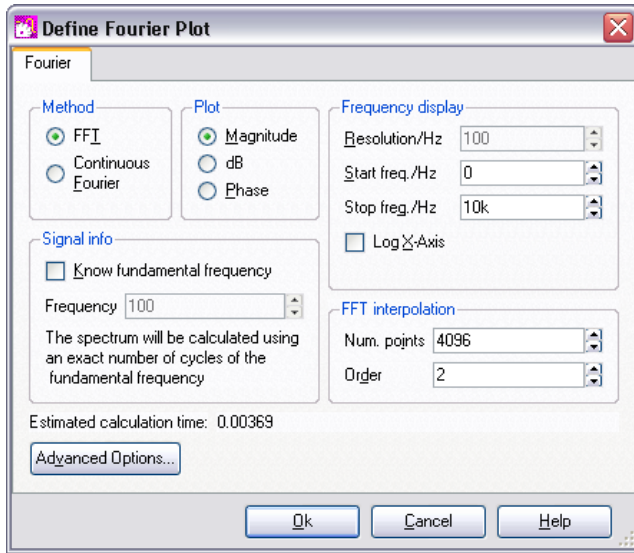 Define Fourier Plot
Fourier
Method
FFT
Continuous
Fourier
Plot
Magnitude
dB
Phase
Signal info
Know fundamental frequency
Frequency 100
The spectrum will be calculated using
an exact number of cycles of the
fundamental frequency
Frequency display
Resolution/Hz 100
Start freq./Hz 0
Stop freq./Hz 10k
Log X-Axis
FFT interpolation
Num. points 4096
Order 2
Estimated calculation time: 0.00369
Advanced Options...
Ok
Cancel
Help